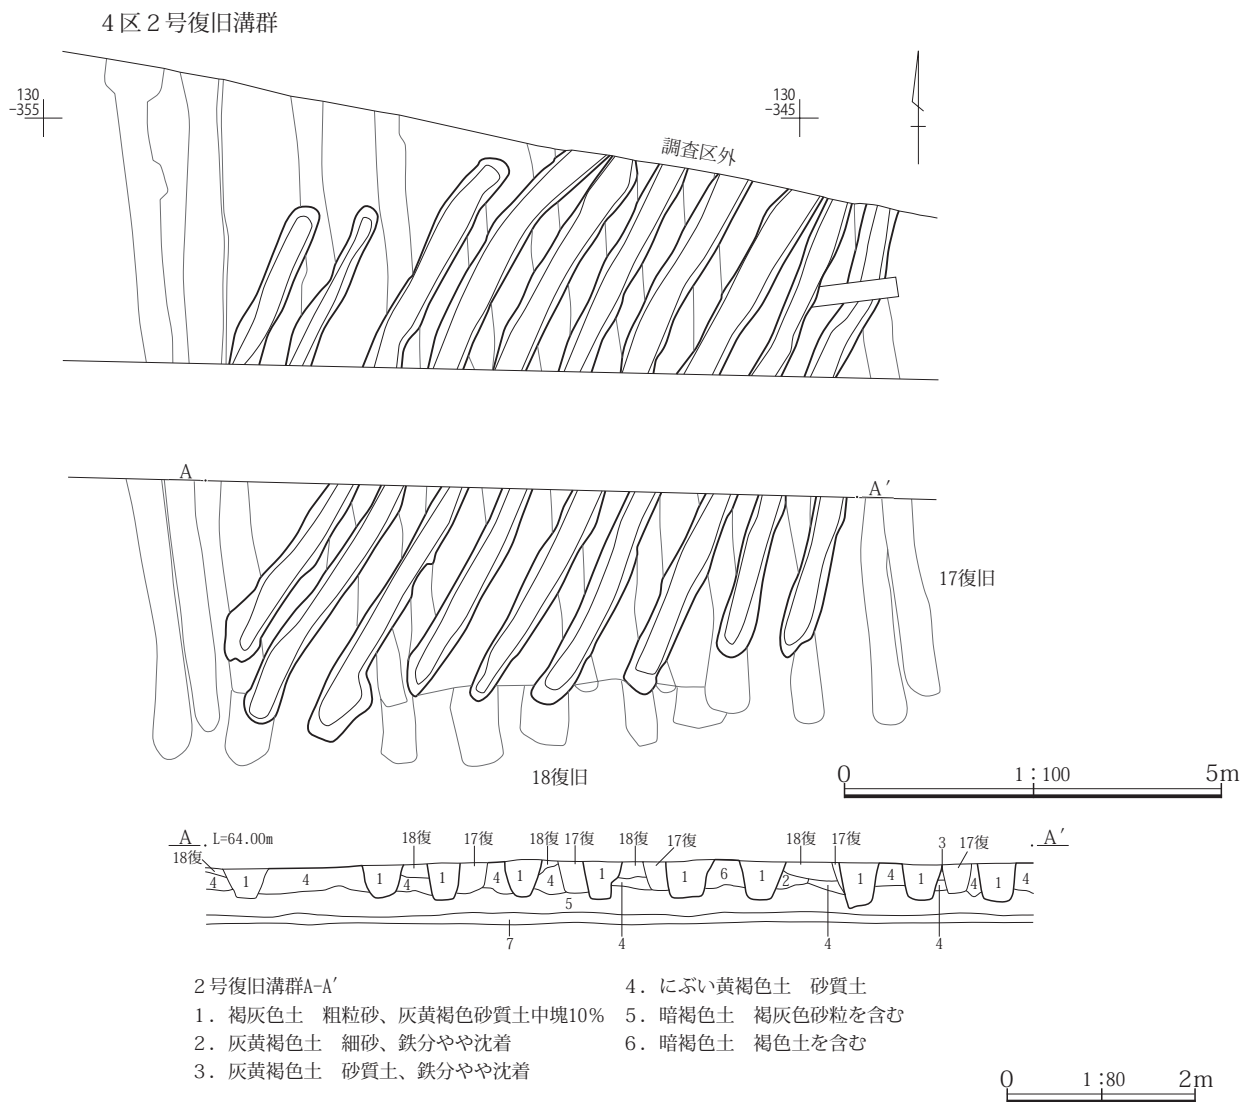 ４区２号復旧溝群
130
-355
130
-345
調査区外
A
A′
17復旧
18復旧
0 1：100 5m
A L=64.00m
18復
18復 17復 18復 17復 18復 17復 18復 17復 3 17復
A′
4 1 4 1 4 1 4 1 4 1 1 6 1 2 1 4 1 4 1 4
5
7 4 4 4
２号復旧溝群A-A′
１．褐灰色土　粗粒砂、灰黄褐色砂質土中塊10％
２．灰黄褐色土　細砂、鉄分やや沈着
３．灰黄褐色土　砂質土、鉄分やや沈着
４．にぶい黄褐色土　砂質土
５．暗褐色土　褐灰色砂粒を含む
６．暗褐色土　褐色土を含む
0 1：80 2m